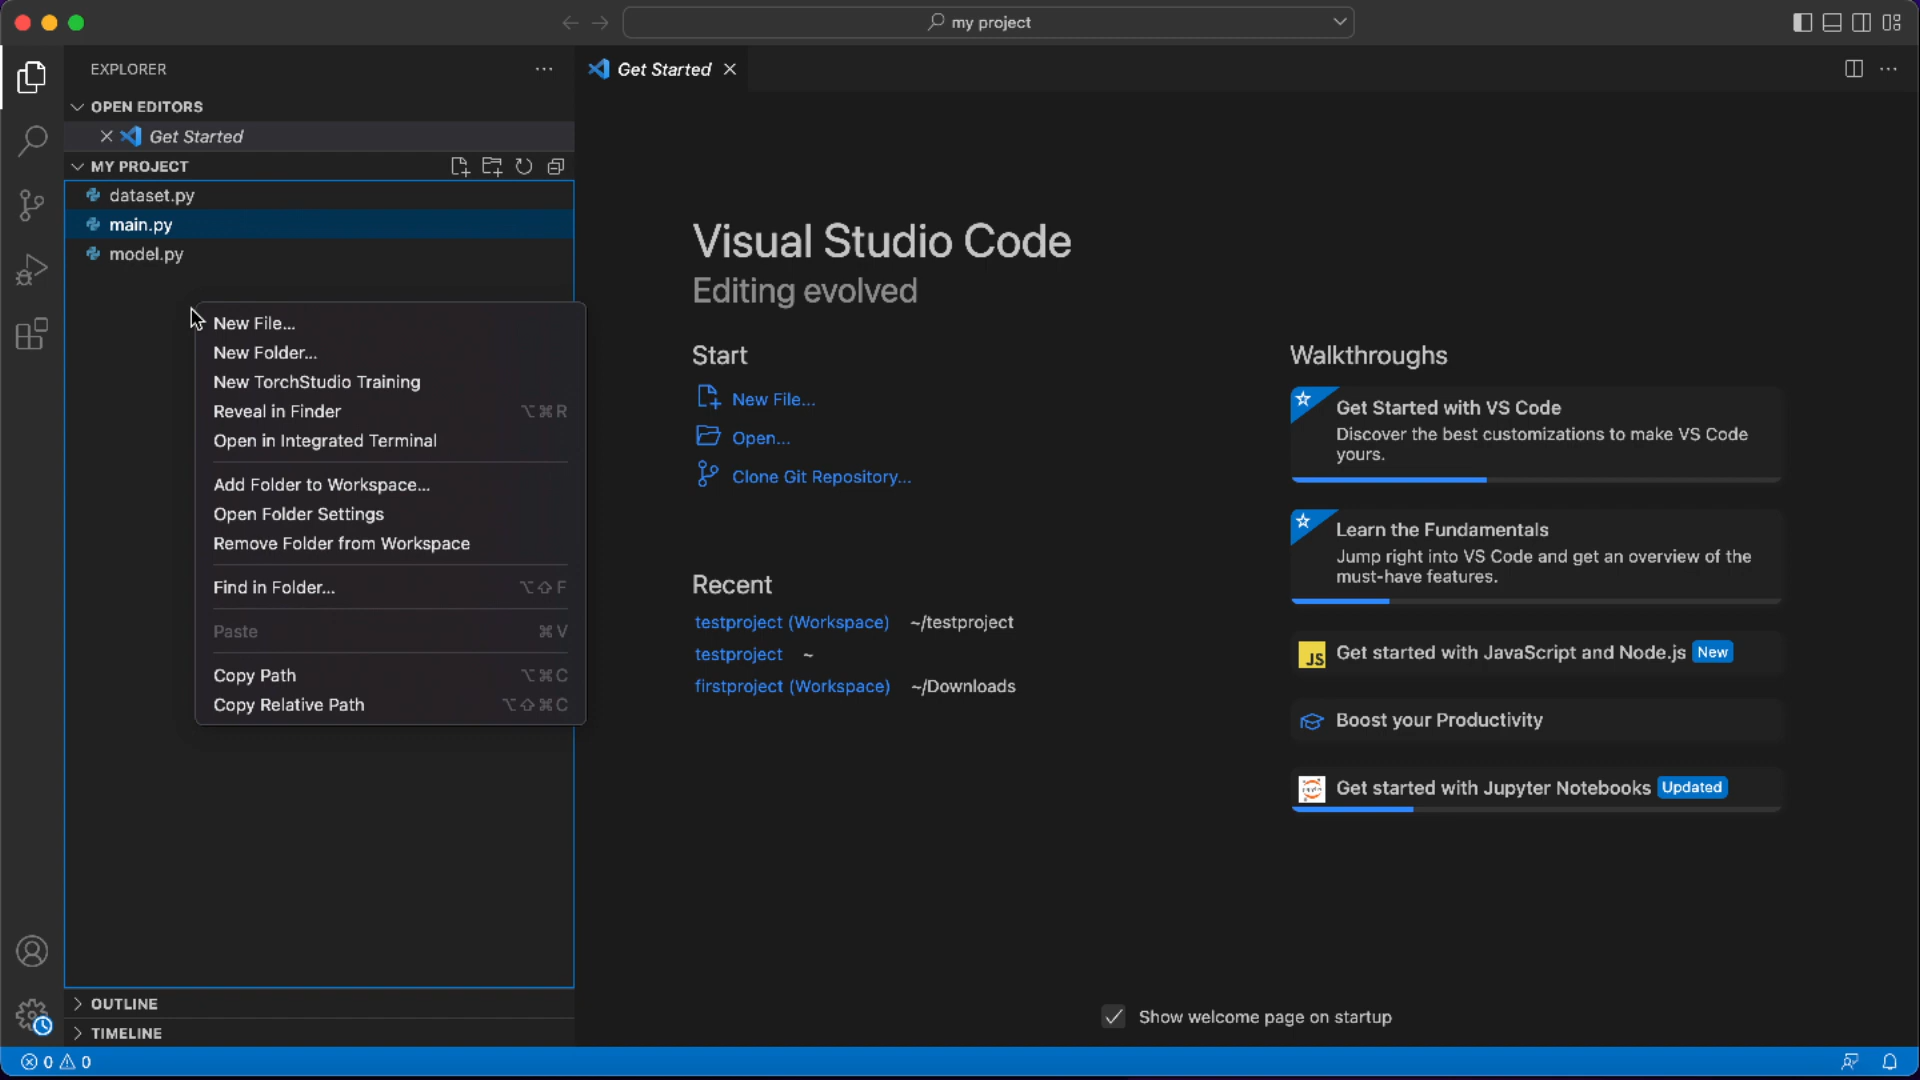 my project
EXPLORER
Get Started
OPEN EDITORS
Get Started
MY PROJECT
dataset.py
main.py
model.py
New File...
New Folder...
New TorchStudio Training
Reveal in Finder ⌥⌘R
Open in Integrated Terminal
Add Folder to Workspace...
Open Folder Settings
Remove Folder from Workspace
Find in Folder... ⌥⇧F
Paste ⌘V
Copy Path ⌥⌘C
Copy Relative Path ⌥⇧⌘C
OUTLINE
TIMELINE
0 0
Visual Studio Code
Editing evolved
Start
New File...
Open...
Clone Git Repository...
Recent
testproject (Workspace) ~/testproject
testproject ~
firstproject (Workspace) ~/Downloads
Walkthroughs
Get Started with VS Code
Discover the best customizations to make VS Code
yours.
Learn the Fundamentals
Jump right into VS Code and get an overview of the
must-have features.
JS Get started with JavaScript and Node.js New
Boost your Productivity
Get started with Jupyter Notebooks Updated
Show welcome page on startup